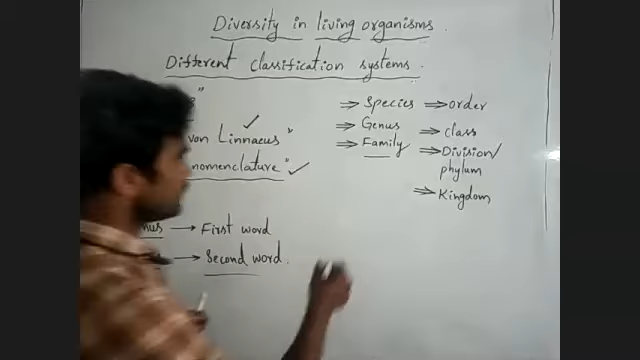 Diversity in living organisms.
Different classification systems.
von Linnaeus"
nomenclature"
→ First word
→ Second word.
⇒ Species ⇒ order
⇒ Genus ⇒ class
⇒ Family ⇒ Division/
phylum
⇒ Kingdom